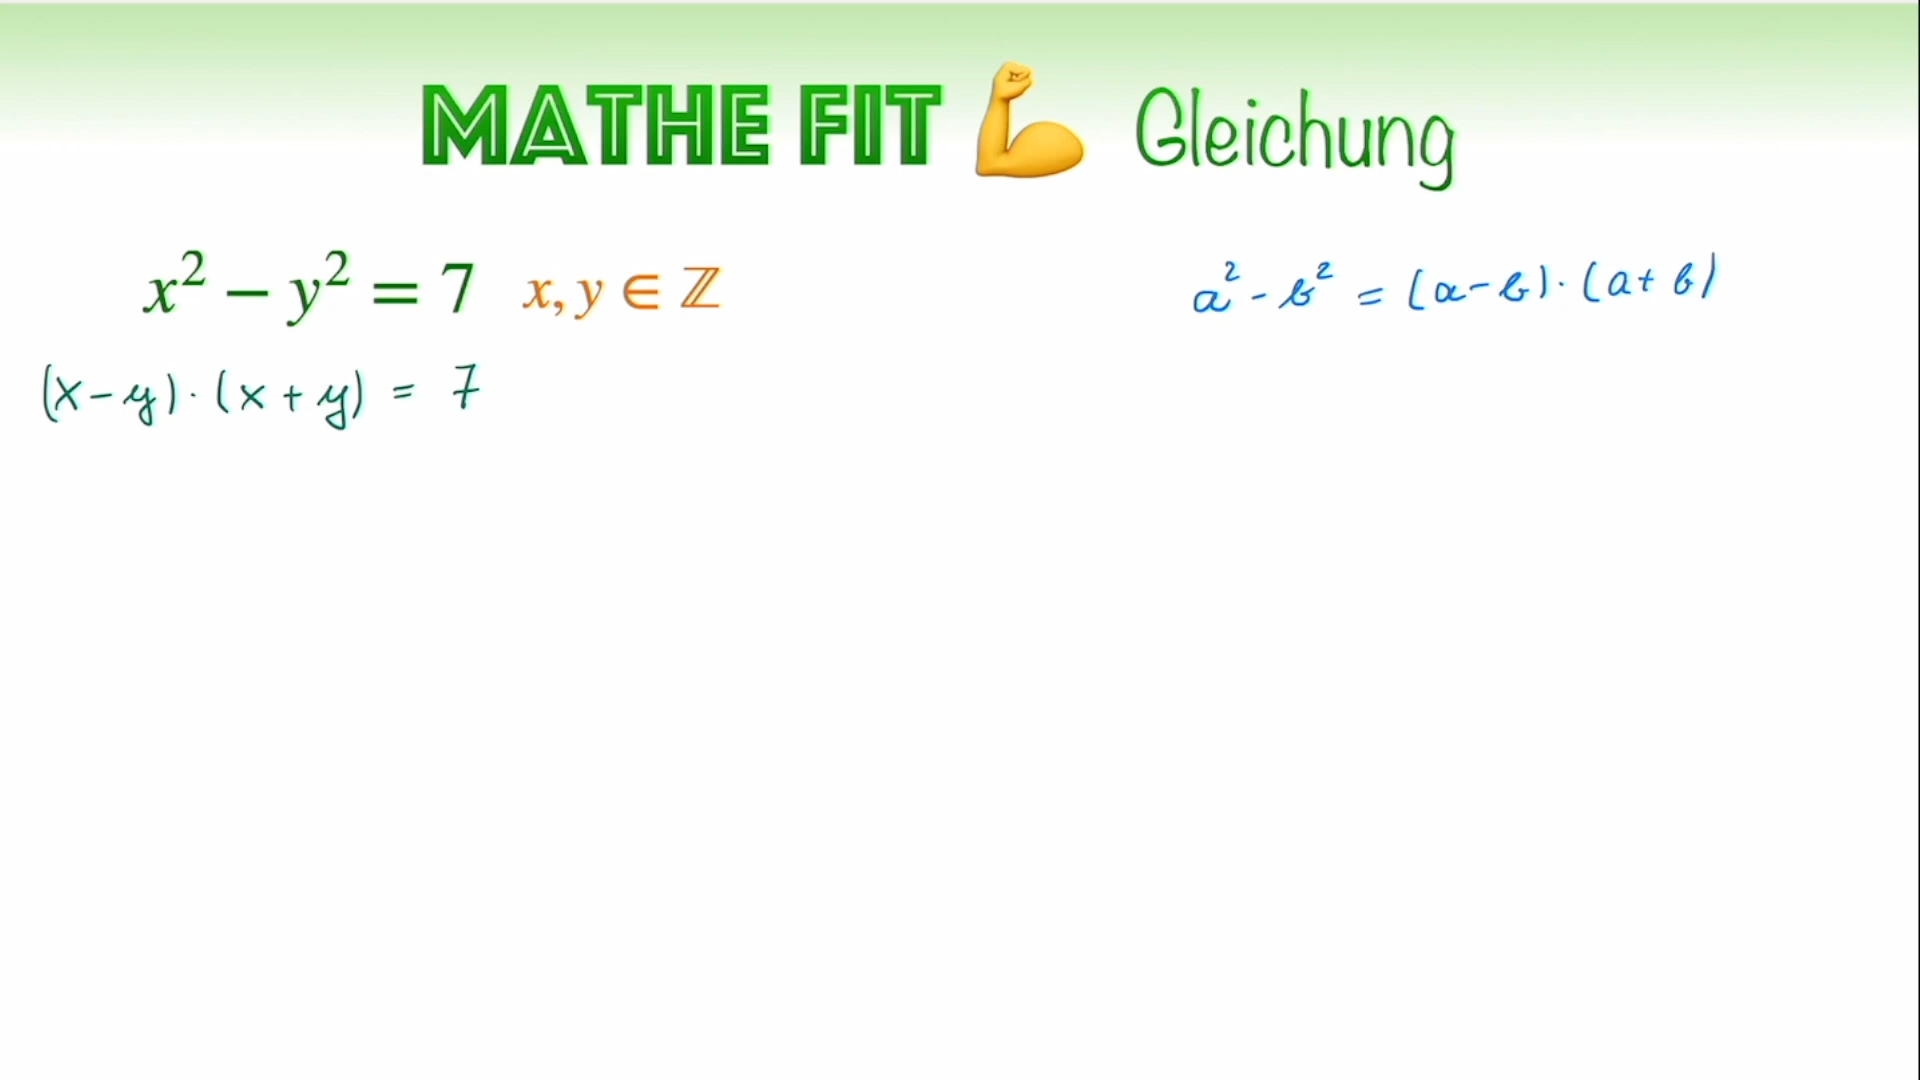 MATHE FIT 💪 Gleichung
x² − y² = 7 x, y ∈ ℤ
a² - b² = (a - b) · (a + b)
(x - y) · (x + y) = 7